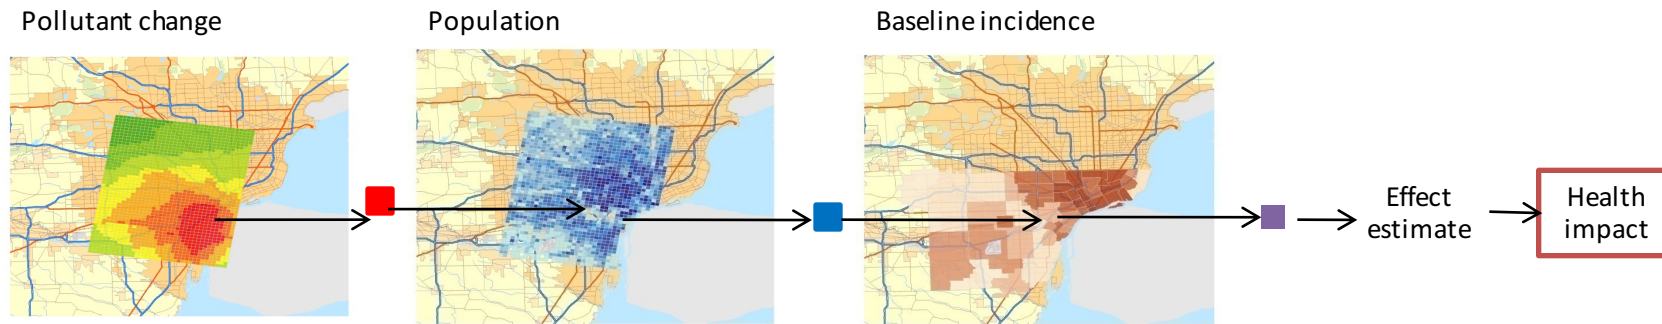 Pollutant change
Population
Baseline incidence
Effect
estimate
Health
impact